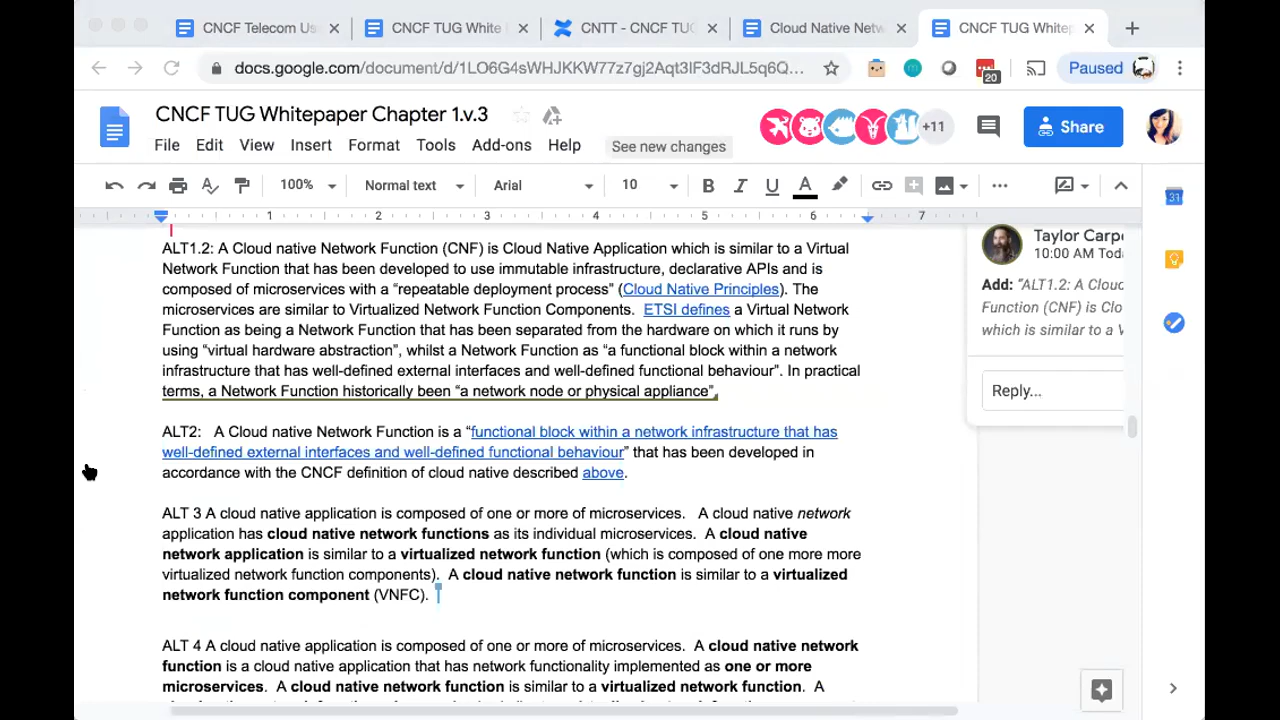 CNCF Telecom Us
CNCF TUG White
CNTT - CNCF TUG
Cloud Native Netw
CNCF TUG Whitep
docs.google.com/document/d/1LO6G4sWHJKKW77z7gj2Aqt3lF3dRJL5q6Q...
20
Paused
CNCF TUG Whitepaper Chapter 1.v.3
+11
Share
File Edit View Insert Format Tools Add-ons Help
See new changes
100%
Normal text
Arial
10
B I U A
31
1 2 3 4 5 6 7
ALT1.2: A Cloud native Network Function (CNF) is Cloud Native Application which is similar to a Virtual
Network Function that has been developed to use immutable infrastructure, declarative APIs and is
composed of microservices with a “repeatable deployment process” (Cloud Native Principles). The
microservices are similar to Virtualized Network Function Components. ETSI defines a Virtual Network
Function as being a Network Function that has been separated from the hardware on which it runs by
using “virtual hardware abstraction”, whilst a Network Function as “a functional block within a network
infrastructure that has well-defined external interfaces and well-defined functional behaviour”. In practical
terms, a Network Function historically been “a network node or physical appliance”.
ALT2: A Cloud native Network Function is a “functional block within a network infrastructure that has
well-defined external interfaces and well-defined functional behaviour” that has been developed in
accordance with the CNCF definition of cloud native described above.
ALT 3 A cloud native application is composed of one or more of microservices. A cloud native network
application has cloud native network functions as its individual microservices. A cloud native
network application is similar to a virtualized network function (which is composed of one more more
virtualized network function components). A cloud native network function is similar to a virtualized
network function component (VNFC).
ALT 4 A cloud native application is composed of one or more of microservices. A cloud native network
function is a cloud native application that has network functionality implemented as one or more
microservices. A cloud native network function is similar to a virtualized network function. A
Taylor Carpe
10:00 AM Toda
Add: “ALT1.2: A Cloud
Function (CNF) is Clo
which is similar to a V
Reply...